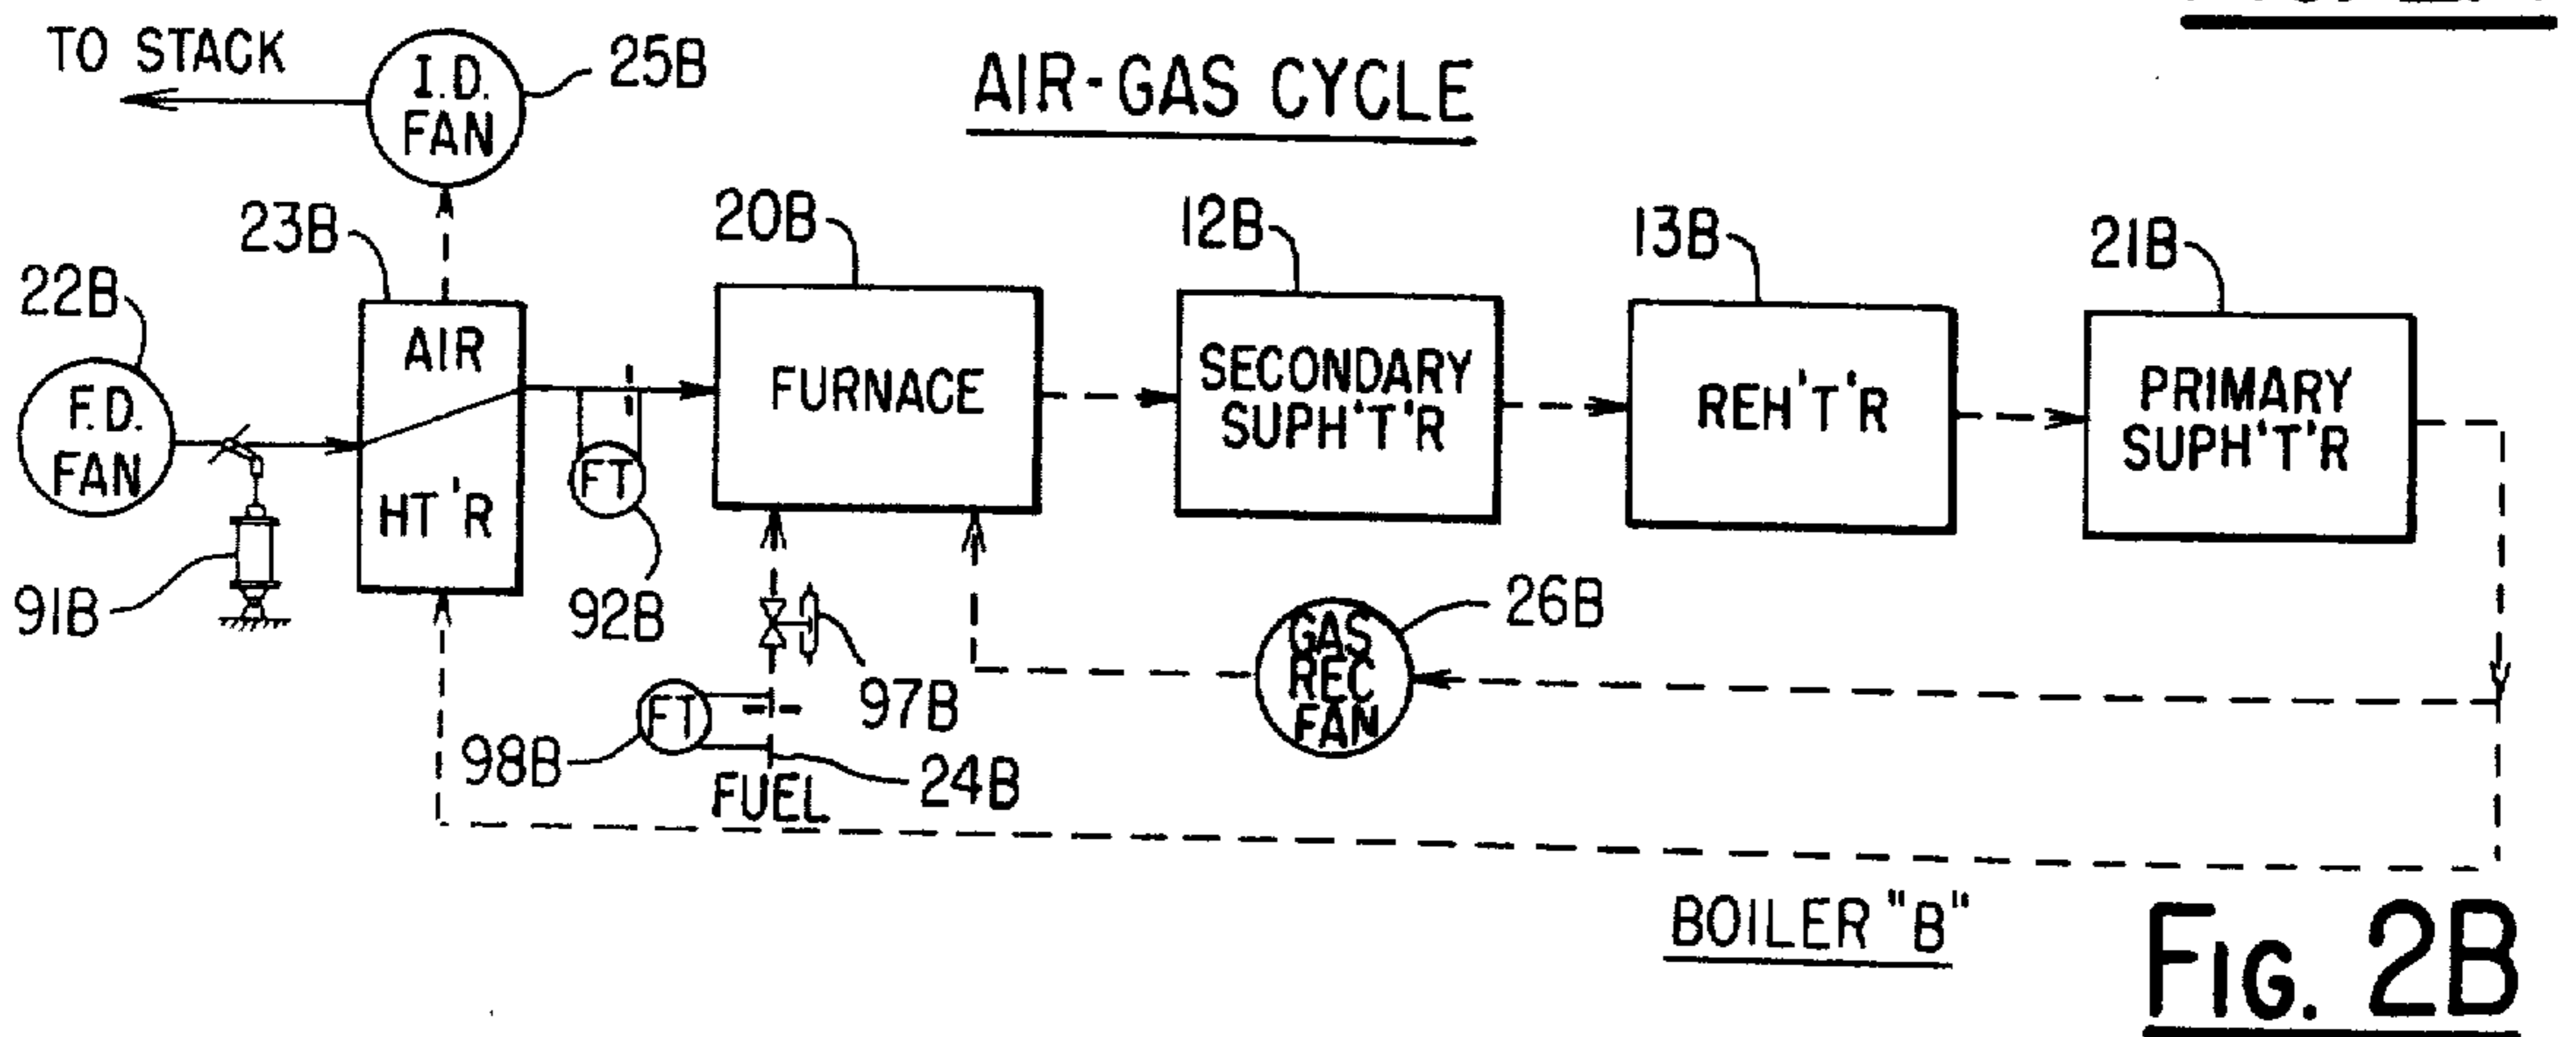 TO STACK
I.D.
FAN
25B
AIR-GAS CYCLE
23B
20B
12B
13B
21B
22B
F.D.
FAN
AIR
HT'R
FT
FURNACE
SECONDARY
SUPH'T'R
REH'T'R
PRIMARY
SUPH'T'R
91B
92B
97B
GAS
REC
FAN
26B
FT
98B
24B
FUEL
BOILER "B"
FIG. 2B